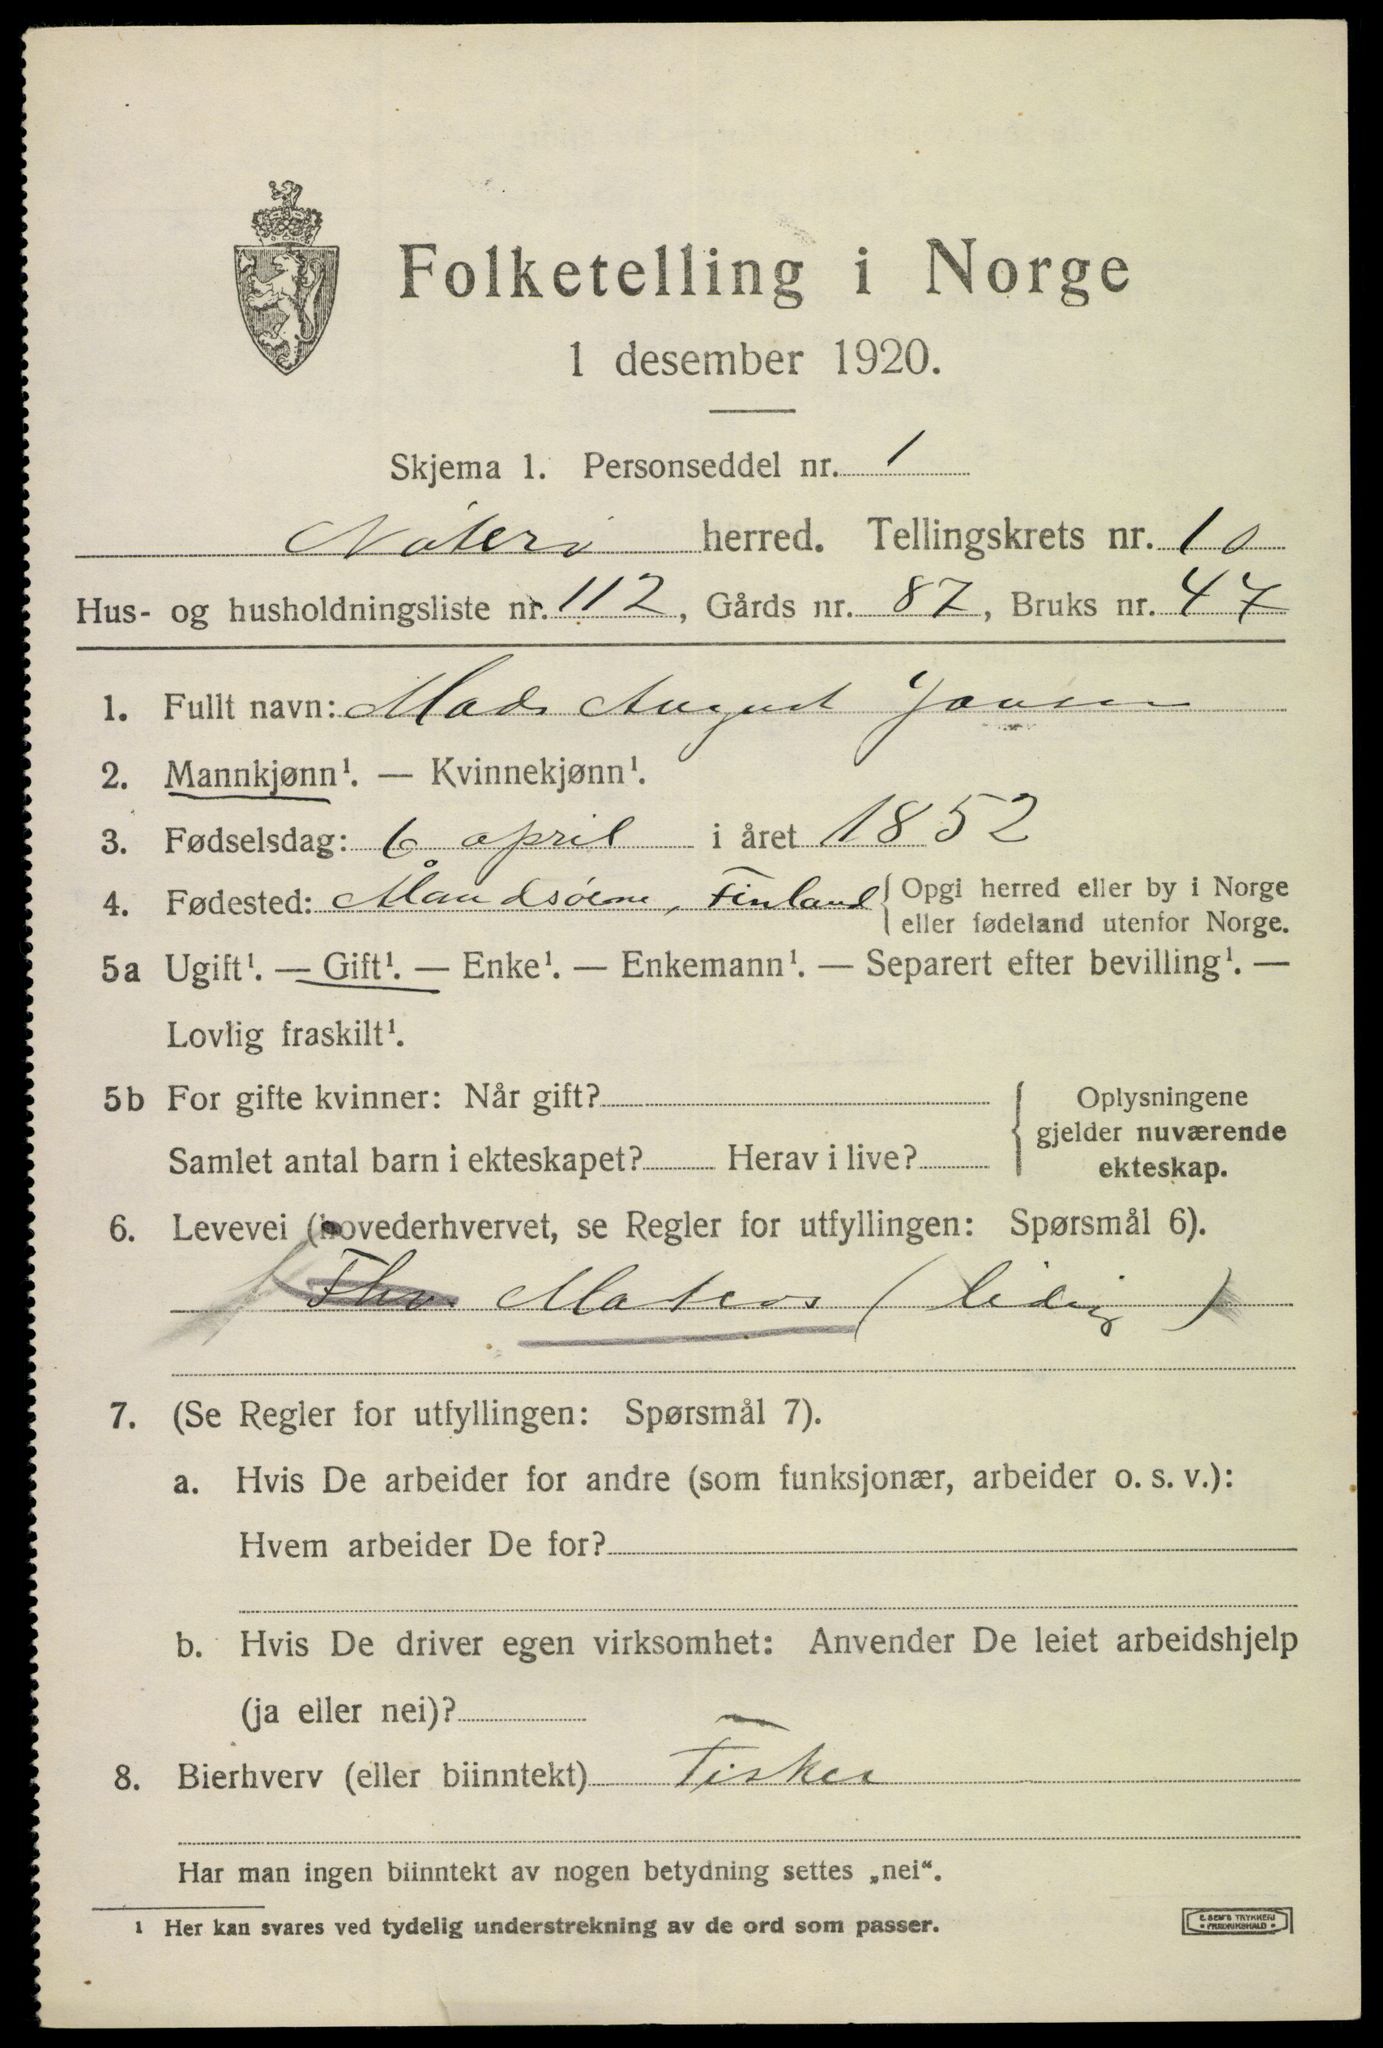 Folketelling i Norge
1 desember 1920.
Skjema 1. Personseddel nr. 1
Nøterø herred. Tellingskrets nr. 10
Hus- og husholdningsliste nr. 112, Gårds nr. 87, Bruks nr. 47
1. Fullt navn: Mads August Jansen
2. Mannkjønn¹. — Kvinnekjønn¹.
3. Fødselsdag: 6 april i året 1852
4. Fødested: Ålandsøerne, Finland { Opgi herred eller by i Norge
eller fødeland utenfor Norge.
5a Ugift¹. — Gift¹. — Enke¹. — Enkemann¹. — Separert efter bevilling¹. —
Lovlig fraskilt¹.
5b For gifte kvinner: Når gift?
Samlet antal barn i ekteskapet? Herav i live?
{ Oplysningene
gjelder nuværende
ekteskap.
6. Levevei (hovederhvervet, se Regler for utfyllingen: Spørsmål 6).
Matros (ledig)
7. (Se Regler for utfyllingen: Spørsmål 7).
a. Hvis De arbeider for andre (som funksjonær, arbeider o. s. v.):
Hvem arbeider De for?
b. Hvis De driver egen virksomhet: Anvender De leiet arbeidshjelp
(ja eller nei)?
8. Bierhverv (eller biinntekt) Fisker
Har man ingen biinntekt av nogen betydning settes „nei“.
¹ Her kan svares ved tydelig understrekning av de ord som passer.
E. SEM'S TRYKKERI
• FREDRIKSHALD •